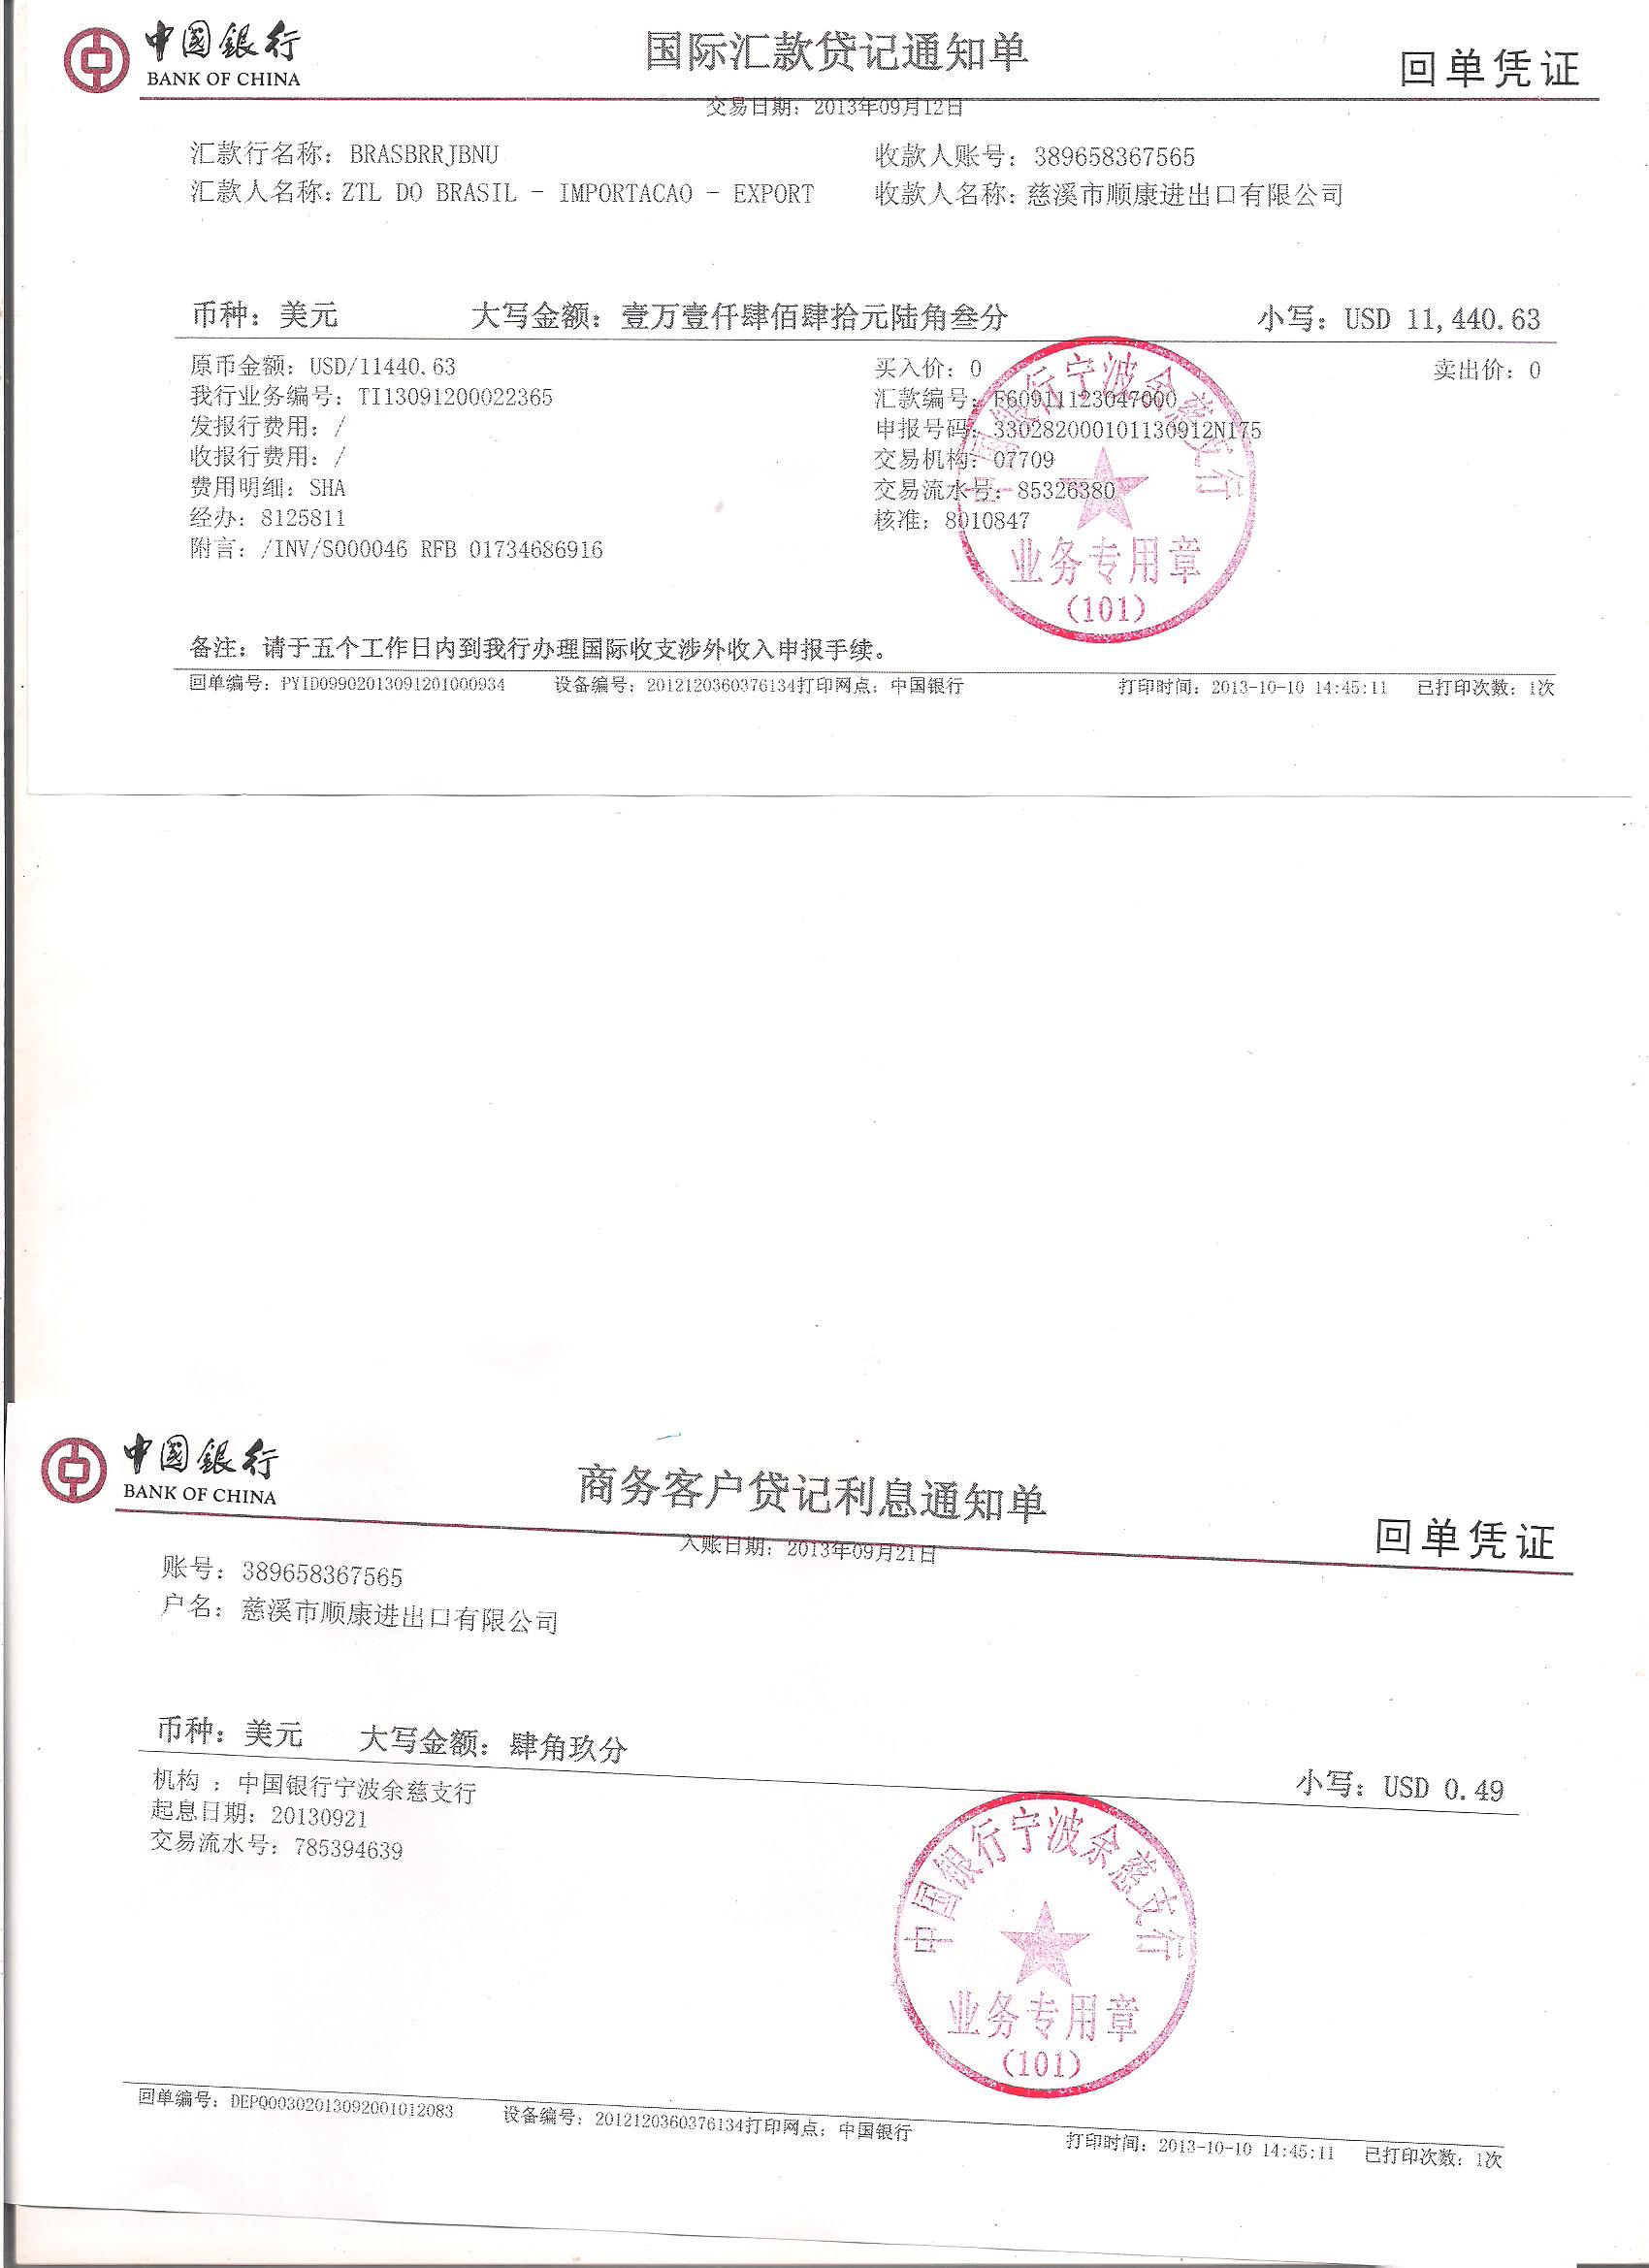 中國銀行
BANK OF CHINA
国际汇款贷记通知单
回单凭证
交易日期：2013年09月12日
汇款行名称：BRASBRRJBNU 收款人账号：389658367565
汇款人名称：ZTL DO BRASIL - IMPORTACAO - EXPORT 收款人名称：慈溪市顺康进出口有限公司
币种：美元 大写金额：壹万壹仟肆佰肆拾元陆角叁分 小写：USD 11,440.63
原币金额：USD/11440.63 买入价：0 卖出价：0
我行业务编号：TI13091200022365 汇款编号：F60911123047000
发报行费用：/ 申报号码：330282000101130912N175
收报行费用：/ 交易机构：07709
费用明细：SHA 交易流水号：85326380
经办：8125811 核准：8010847
附言：/INV/S000046 RFB 01734686916
中国银行宁波余慈支行
业务专用章
(101)
备注：请于五个工作日内到我行办理国际收支涉外收入申报手续。
回单编号：PYID099020130912010000934 设备编号：2012120360376134打印网点：中国银行 打印时间：2013-10-10 14:45:11 已打印次数：1次
中國銀行
BANK OF CHINA
商务客户贷记利息通知单
回单凭证
入账日期：2013年09月21日
账号：389658367565
户名：慈溪市顺康进出口有限公司
币种：美元 大写金额：肆角玖分 小写：USD 0.49
机构 ：中国银行宁波余慈支行
起息日期：20130921
交易流水号：785394639
中国银行宁波余慈支行
业务专用章
(101)
回单编号：DEPQ00302013092001012083 设备编号：2012120360376134打印网点：中国银行 打印时间：2013-10-10 14:45:11 已打印次数：1次